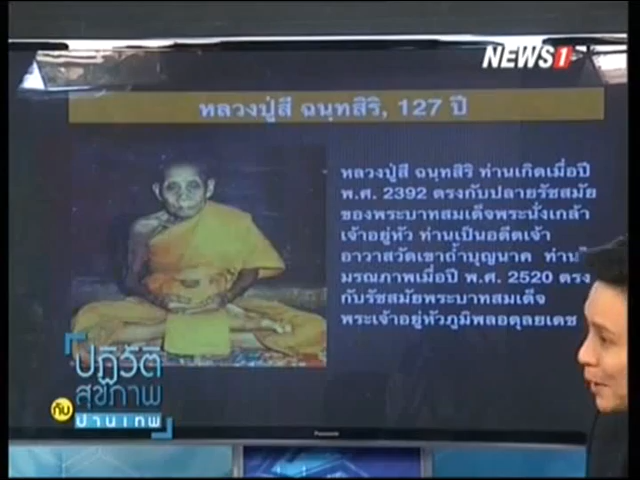 NEWS1
หลวงปู่สี ฉนฺทสิริ, 127 ปี
หลวงปู่สี ฉนฺทสิริ ท่านเกิดเมื่อปี
พ.ศ. 2392 ตรงกับปลายรัชสมัย
ของพระบาทสมเด็จพระนั่งเกล้า
เจ้าอยู่หัว ท่านเป็นอดีตเจ้า
อาวาสวัดเขาถ้ำบุญนาค ท่าน
มรณภาพเมื่อปี พ.ศ. 2520 ตรง
กับรัชสมัยพระบาทสมเด็จ
พระเจ้าอยู่หัวภูมิพลอดุลยเดช
ปฏิวัติ
สุขภาพ
กับ
ปานเทพ
Panasonic